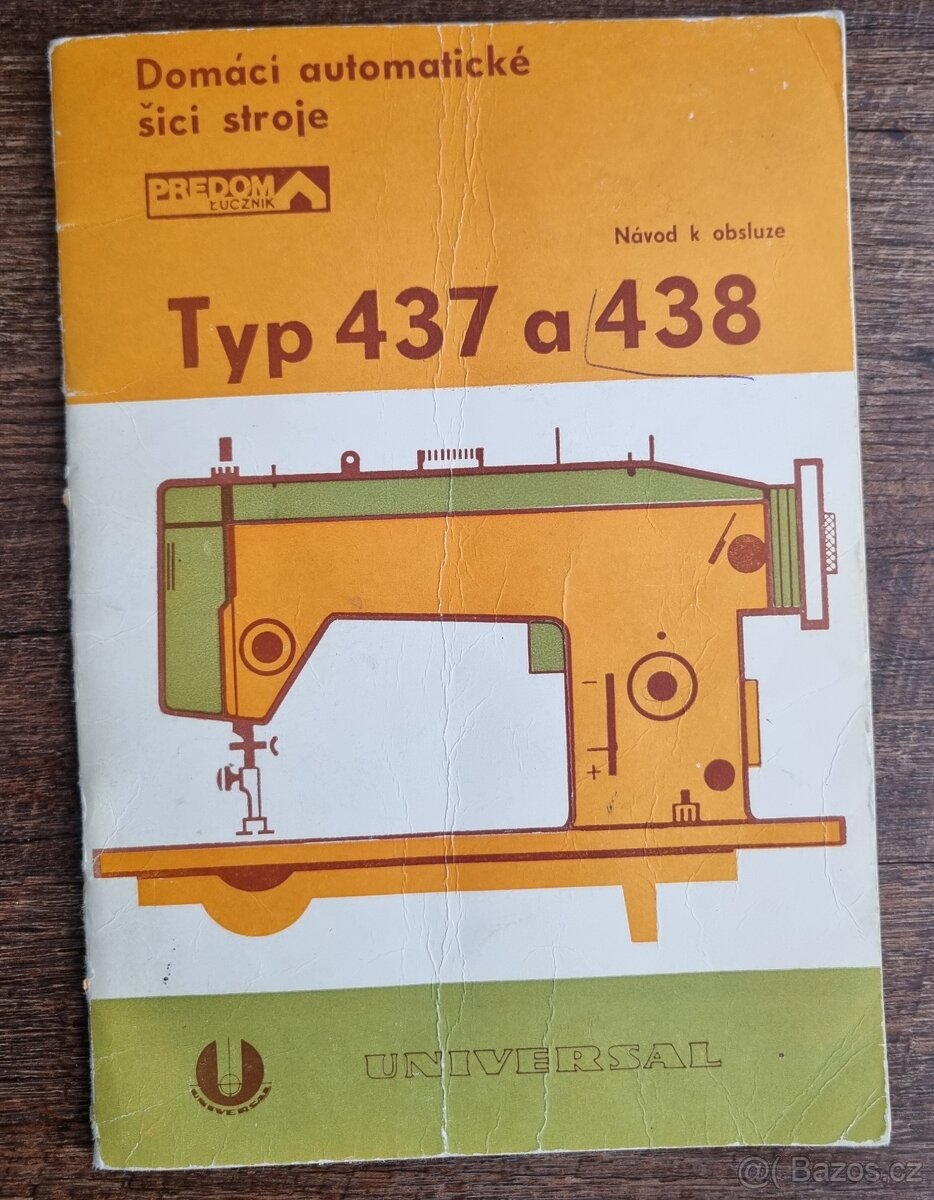 Domácí automatické
šicí stroje
PREDOM
ŁUCZNIK
Návod k obsluze
Typ 437 a 438
-
+
UNIVERSAL
UNIVERSAL
@( Bazos.cz